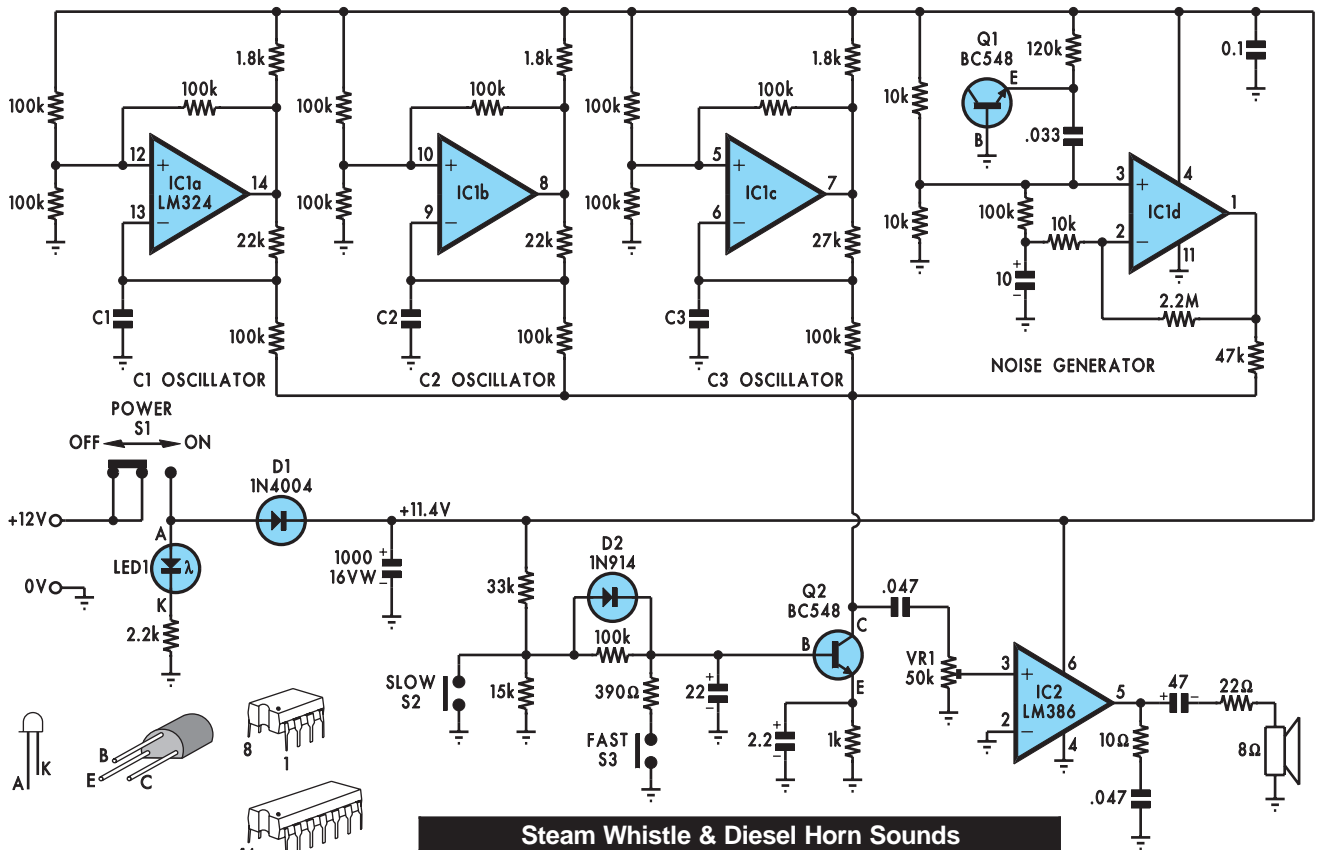 1.8k
1.8k
1.8k
Q1
BC548
120k
0.1
100k
100k
100k
E
100k
100k
100k
10k
B
.033
12
+
IC1a
LM324
14
13
−
10
+
IC1b
8
9
−
5
+
IC1c
7
6
−
3
+
4
IC1d
1
2
−
11
100k
100k
100k
10k
100k
10k
22k
22k
27k
+
10
−
2.2M
C1
C2
C3
100k
100k
100k
47k
C1 OSCILLATOR
C2 OSCILLATOR
C3 OSCILLATOR
NOISE GENERATOR
POWER
S1
OFF
ON
D1
1N4004
+12V
A
+11.4V
LED1
λ
K
0V
2.2k
+
1000
16VW
−
33k
D2
1N914
100k
Q2
BC548
C
B
E
.047
SLOW
S2
15k
390Ω
+
22
−
FAST
S3
+
2.2
−
1k
VR1
50k
3
+
6
IC2
LM386
5
2
−
4
+
47
−
22Ω
10Ω
8Ω
.047
A
K
B
E
C
8
1
1
Steam Whistle & Diesel Horn Sounds